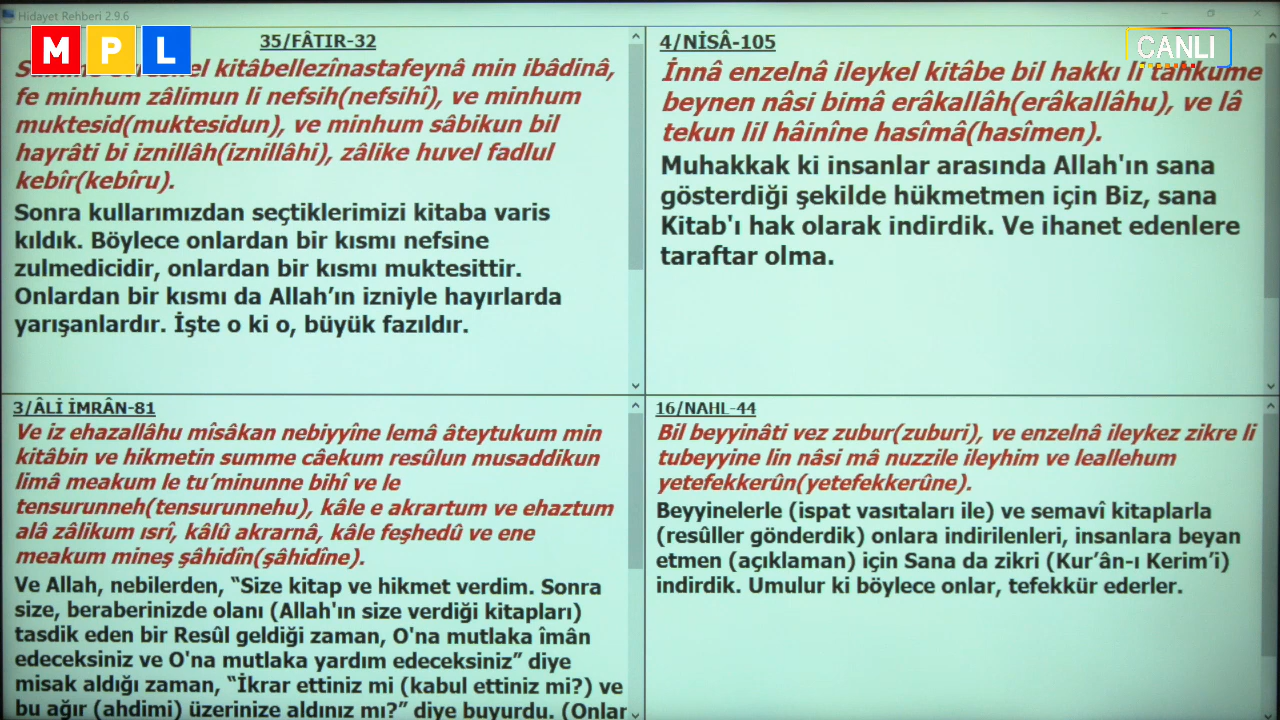 Hidayet Rehberi 2.9.6
MPL
CANLI
35/FÂTIR-32
kitâbellezînastafeynâ min ibâdinâ,
fe minhum zâlimun li nefsih(nefsihî), ve minhum
muktesid(muktesidun), ve minhum sâbikun bil
hayrâti bi iznillâh(iznillâhi), zâlike huvel fadlul
kebîr(kebîru).
Sonra kullarımızdan seçtiklerimizi kitaba varis
kıldık. Böylece onlardan bir kısmı nefsine
zulmedicidir, onlardan bir kısmı muktesittir.
Onlardan bir kısmı da Allah’ın izniyle hayırlarda
yarışanlardır. İşte o ki o, büyük fazıldır.
4/NİSÂ-105
İnnâ enzelnâ ileykel kitâbe bil hakkı li tahkume
beynen nâsi bimâ erâkallâh(erâkallâhu), ve lâ
tekun lil hâinîne hasîmâ(hasîmen).
Muhakkak ki insanlar arasında Allah'ın sana
gösterdiği şekilde hükmetmen için Biz, sana
Kitab'ı hak olarak indirdik. Ve ihanet edenlere
taraftar olma.
3/ÂLİ İMRÂN-81
Ve iz ehazallâhu mîsâkan nebiyyîne lemâ âteytukum min
kitâbin ve hikmetin summe câekum resûlun musaddikun
limâ meakum le tu’minunne bihî ve le
tensurunneh(tensurunnehu), kâle e akrartum ve ehaztum
alâ zâlikum ısrî, kâlû akrarnâ, kâle feşhedû ve ene
meakum mineş şâhidîn(şâhidîne).
Ve Allah, nebilerden, “Size kitap ve hikmet verdim. Sonra
size, beraberinizde olanı (Allah'ın size verdiği kitapları)
tasdik eden bir Resûl geldiği zaman, O'na mutlaka îmân
edeceksiniz ve O'na mutlaka yardım edeceksiniz” diye
misak aldığı zaman, “İkrar ettiniz mi (kabul ettiniz mi?) ve
bu ağır (ahdimi) üzerinize aldınız mı?” diye buyurdu. (Onlar
16/NAHL-44
Bil beyyinâti vez zubur(zuburi), ve enzelnâ ileykez zikre li
tubeyyine lin nâsi mâ nuzzile ileyhim ve leallehum
yetefekkerûn(yetefekkerûne).
Beyyinelerle (ispat vasıtaları ile) ve semavî kitaplarla
(resûller gönderdik) onlara indirilenleri, insanlara beyan
etmen (açıklaman) için Sana da zikri (Kur’ân-ı Kerim’i)
indirdik. Umulur ki böylece onlar, tefekkür ederler.